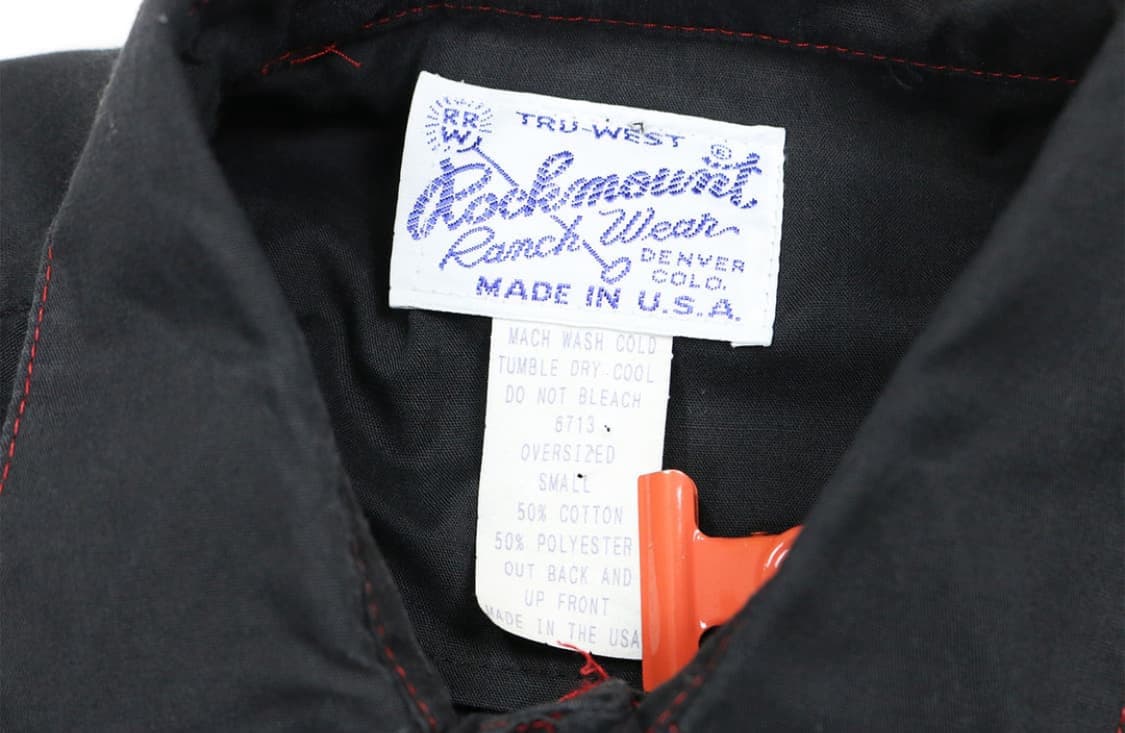 RR
W
TRU-WEST
®
Rockmount
Ranch Wear
DENVER
COLO.
MADE IN U.S.A.
MACH WASH COLD
TUMBLE DRY COOL
DO NOT BLEACH
6713
OVERSIZED
SMALL
50% COTTON
50% POLYESTER
OUT BACK AND
UP FRONT
MADE IN THE USA